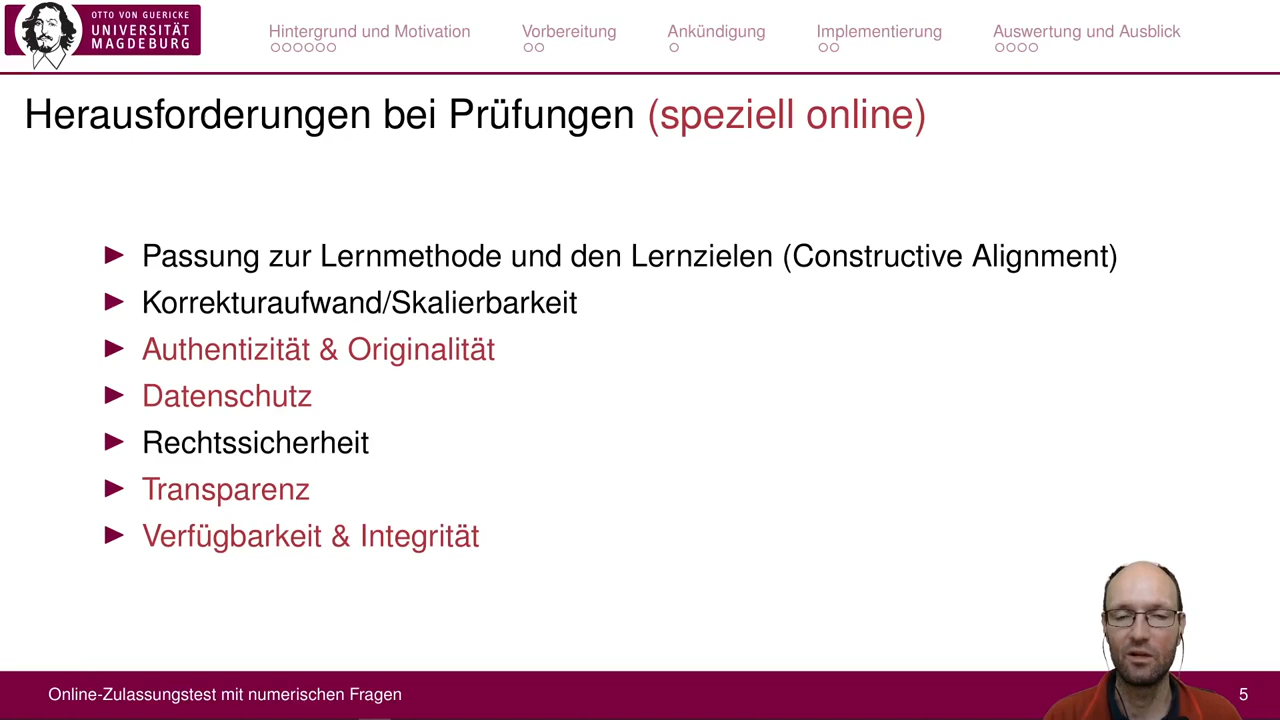 OTTO VON GUERICKE
UNIVERSITÄT
MAGDEBURG
Hintergrund und Motivation
Vorbereitung
Ankündigung
Implementierung
Auswertung und Ausblick
Herausforderungen bei Prüfungen (speziell online)
Passung zur Lernmethode und den Lernzielen (Constructive Alignment)
Korrekturaufwand/Skalierbarkeit
Authentizität & Originalität
Datenschutz
Rechtssicherheit
Transparenz
Verfügbarkeit & Integrität
Online-Zulassungstest mit numerischen Fragen
5